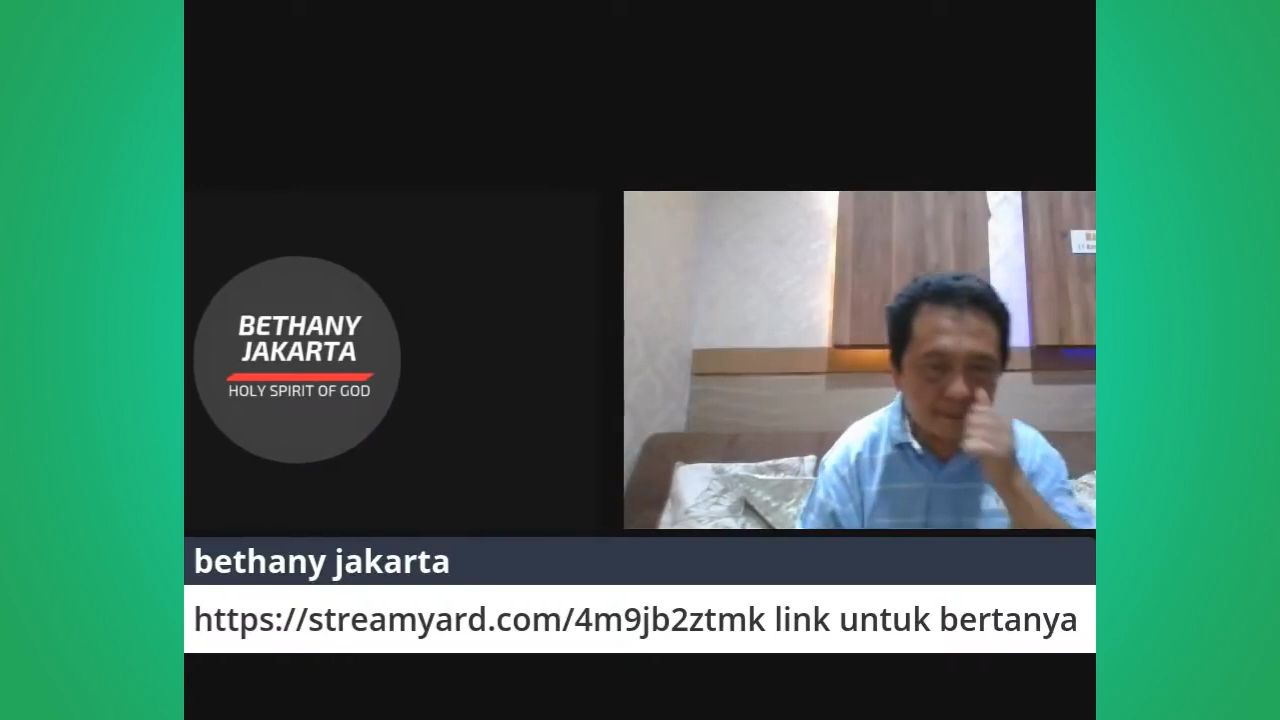 BETHANY
JAKARTA
HOLY SPIRIT OF GOD
bethany jakarta
https://streamyard.com/4m9jb2ztmk link untuk bertanya